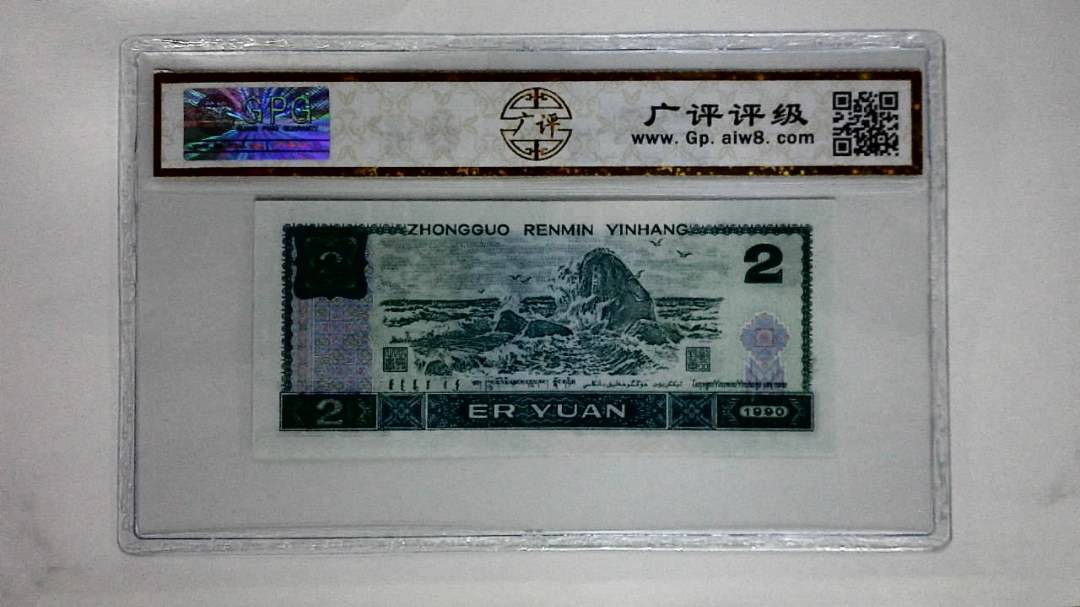 GPG
广评
广评评级
www. Gp. aiw8. com
ZHONGGUO RENMIN YINHANG
2
2
ER YUAN
1990